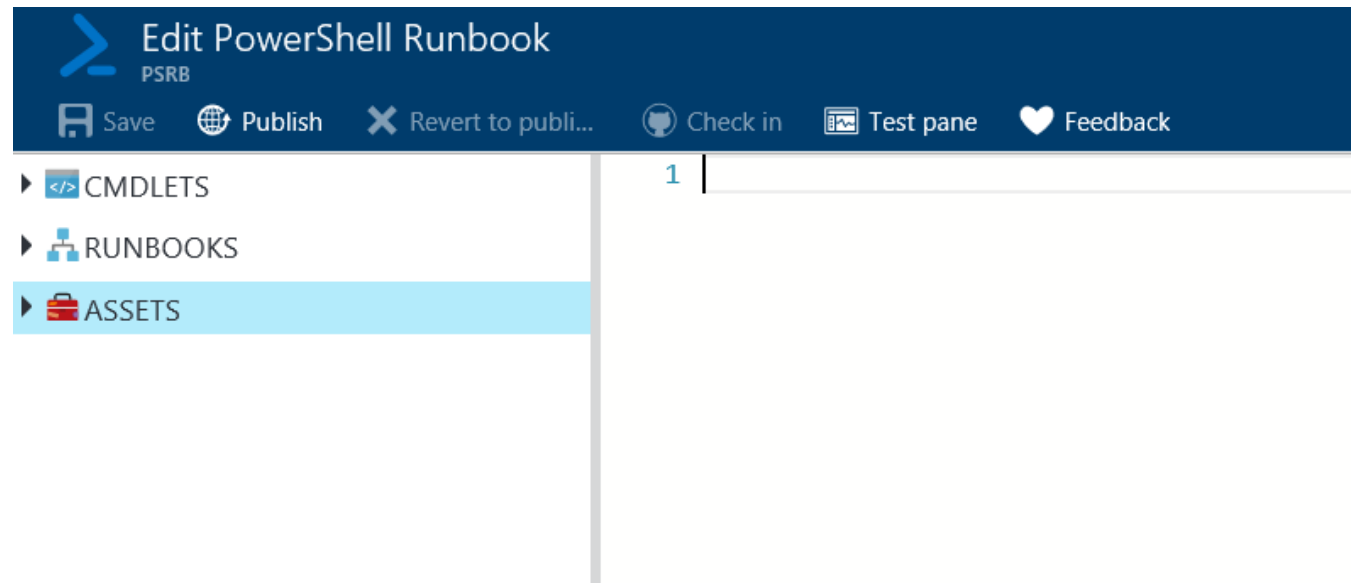 Edit PowerShell Runbook
PSRB
Save Publish Revert to publi... Check in Test pane Feedback
CMDLETS
RUNBOOKS
ASSETS
1